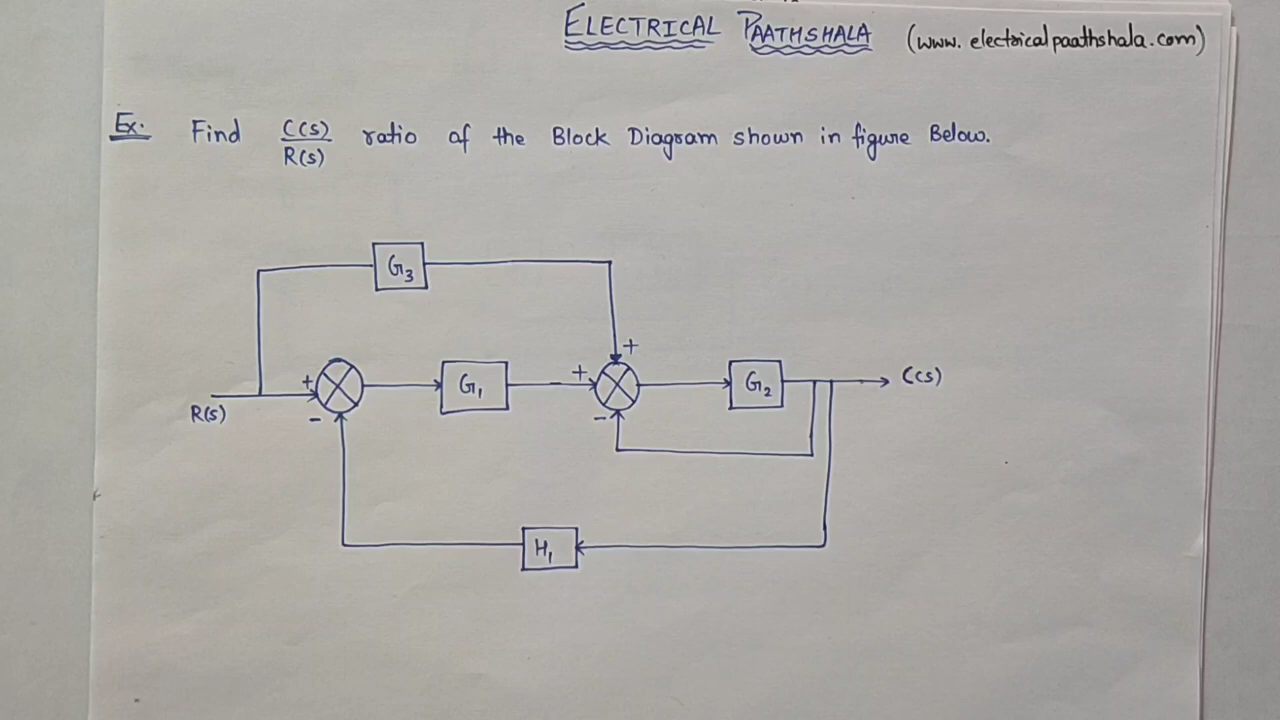 ELECTRICAL PAATHSHALA (www.electricalpaathshala.com)
Ex. Find C(s)/R(s) ratio of the Block Diagram shown in figure Below.
G3
+
+ G1 + G2 C(s)
R(s) - -
H1